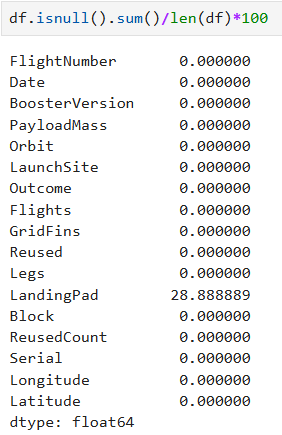 df.isnull().sum()/len(df)*100
FlightNumber 0.000000
Date 0.000000
BoosterVersion 0.000000
PayloadMass 0.000000
Orbit 0.000000
LaunchSite 0.000000
Outcome 0.000000
Flights 0.000000
GridFins 0.000000
Reused 0.000000
Legs 0.000000
LandingPad 28.888889
Block 0.000000
ReusedCount 0.000000
Serial 0.000000
Longitude 0.000000
Latitude 0.000000
dtype: float64